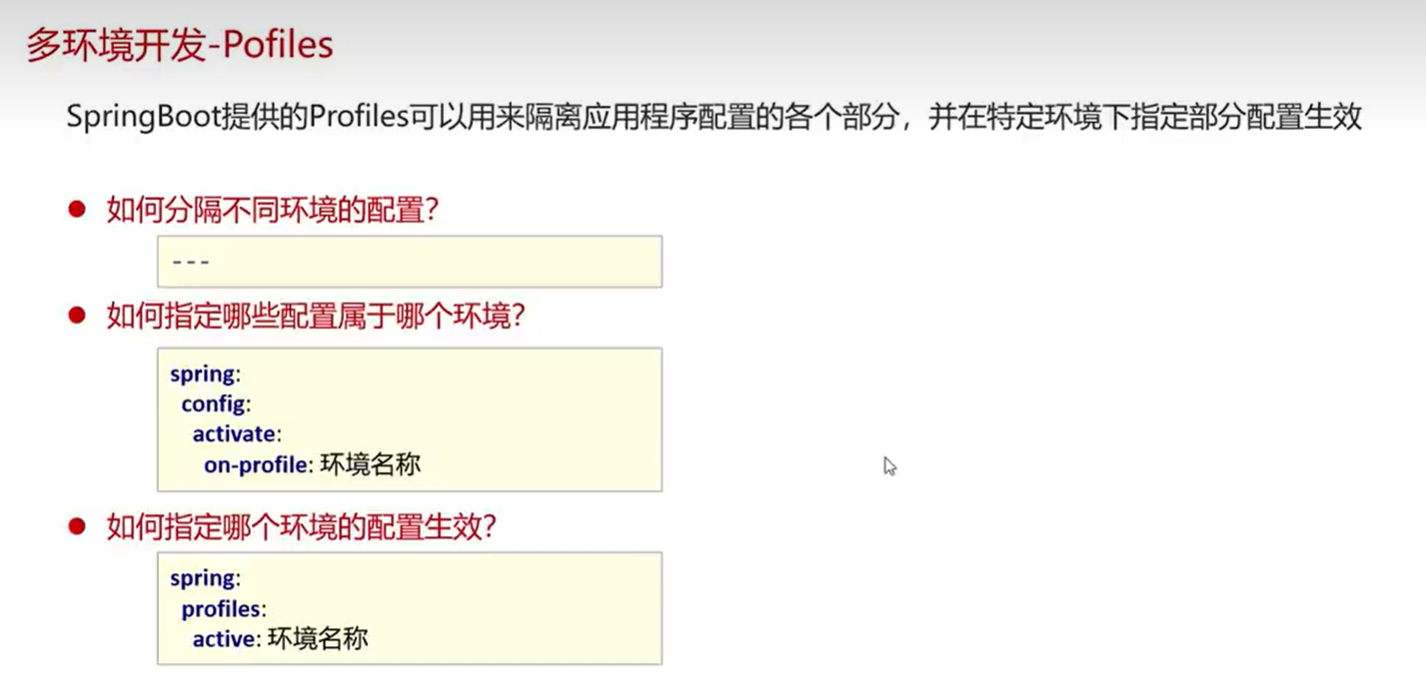 多环境开发-Pofiles
SpringBoot提供的Profiles可以用来隔离应用程序配置的各个部分，并在特定环境下指定部分配置生效
如何分隔不同环境的配置？
---
如何指定哪些配置属于哪个环境？
spring:
config:
activate:
on-profile: 环境名称
如何指定哪个环境的配置生效？
spring:
profiles:
active: 环境名称